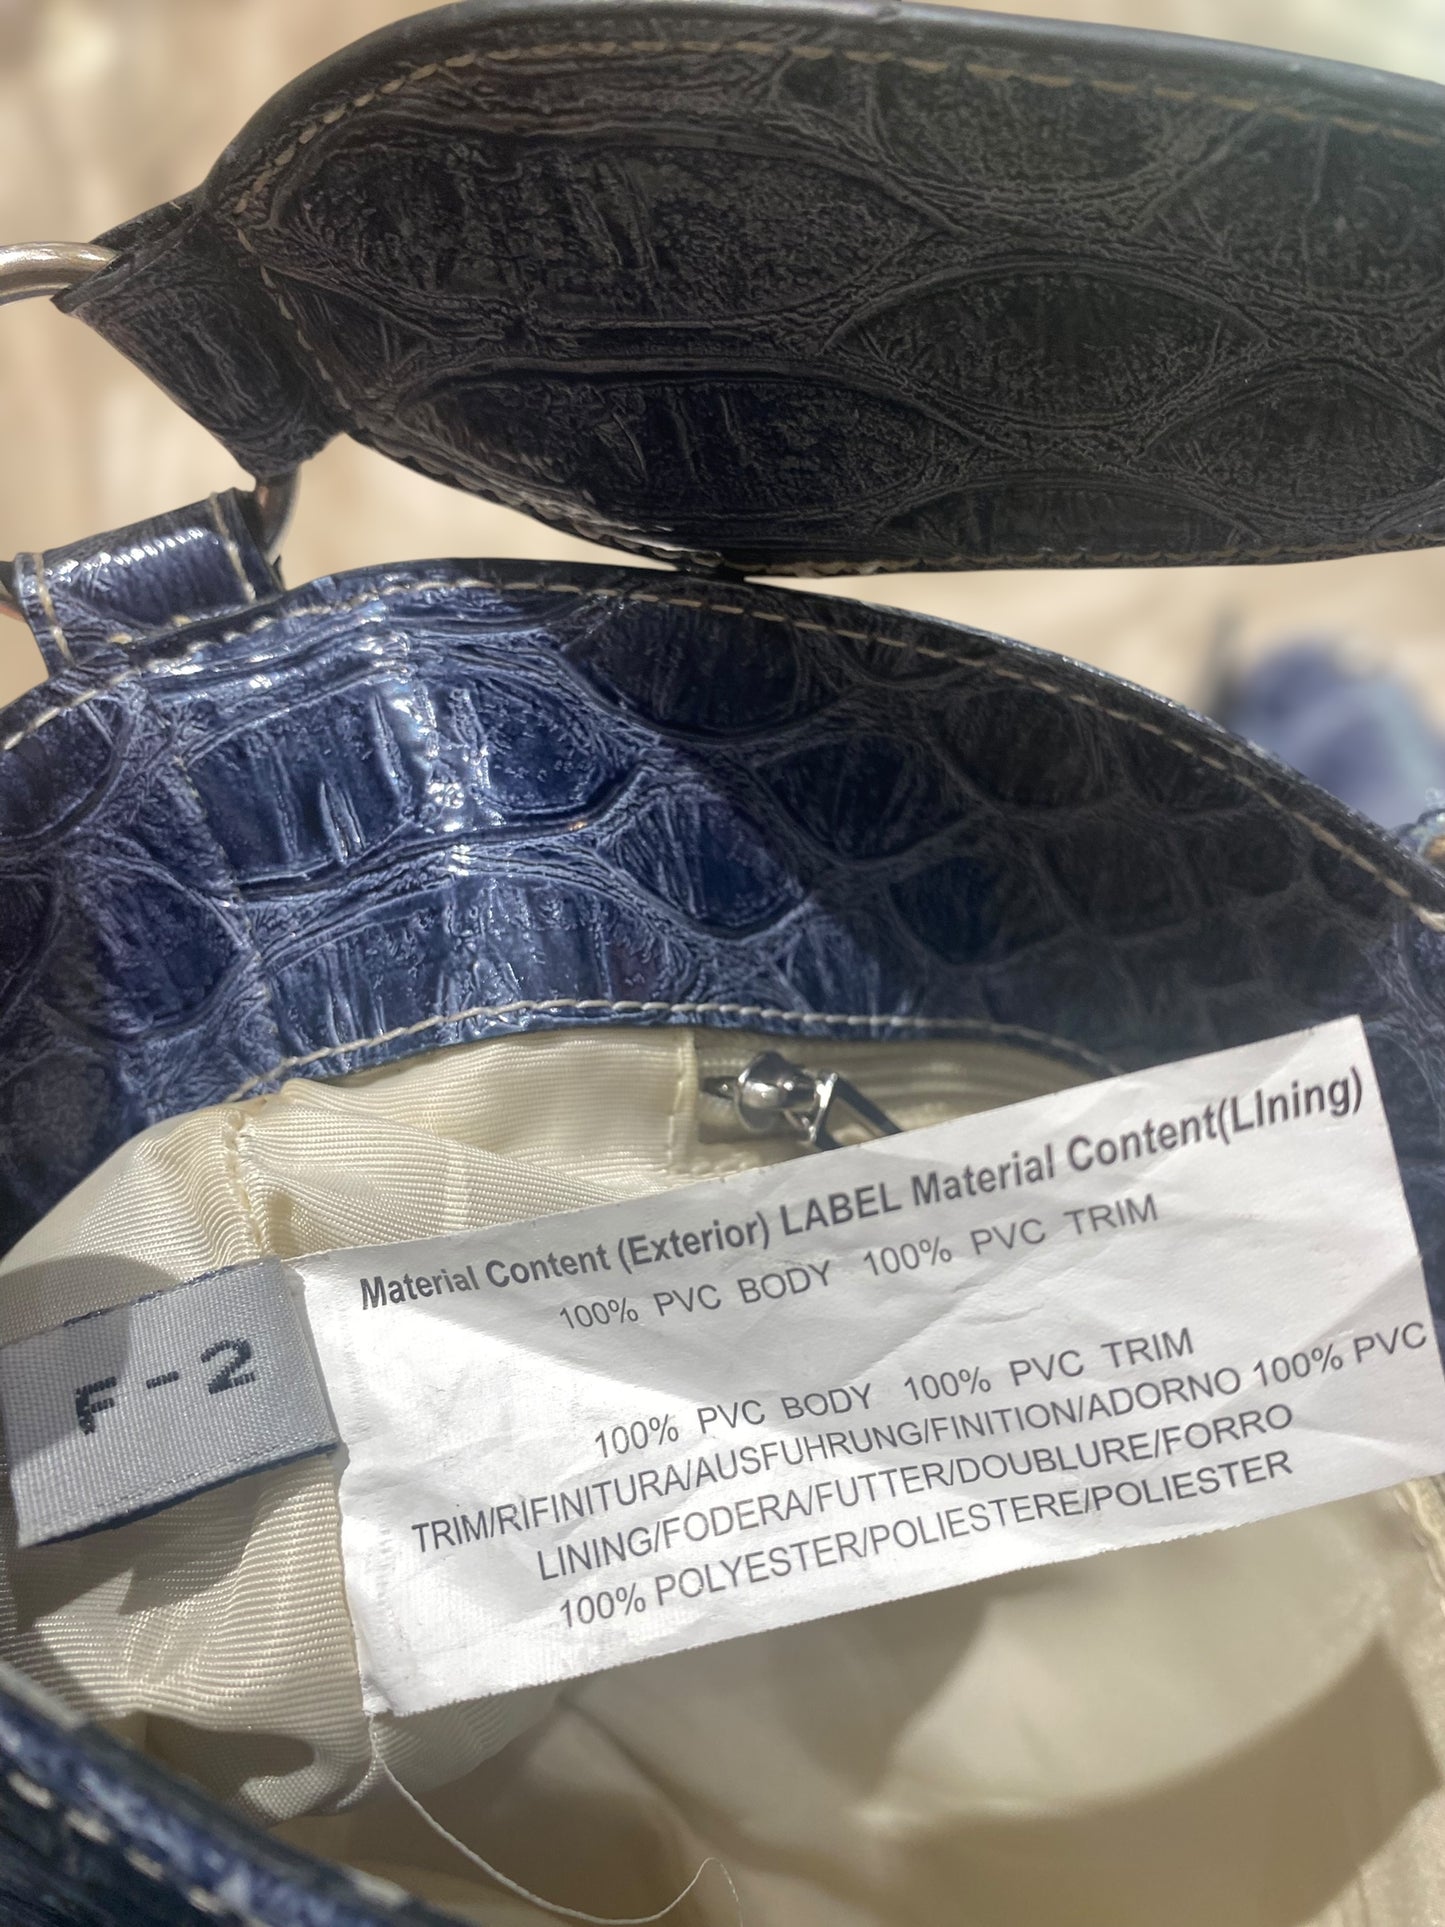 Material Content (Exterior) LABEL Material Content(LIning)
100% PVC BODY 100% PVC TRIM
100% PVC BODY 100% PVC TRIM
TRIM/RIFINITURA/AUSFUHRUNG/FINITION/ADORNO 100% PVC
LINING/FODERA/FUTTER/DOUBLURE/FORRO
100% POLYESTER/POLIESTERE/POLIESTER
F-2